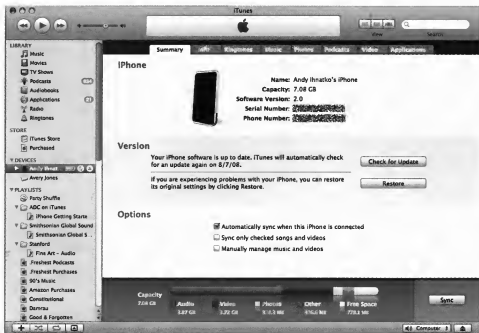 iTunes
View
Search
Summary Info Ringtones Music Photos Podcasts Video Applications
LIBRARY
Music
Movies
TV Shows
Podcasts
Audiobooks
Applications
Radio
Ringtones
STORE
iTunes Store
Purchased
DEVICES
Avery Jones
PLAYLISTS
Party Shuffle
ABC on iTunes
iPhone Getting Starte
Smithsonian Global Sound
Smithsonian Global S...
Stanford
Fine Art – Audio
.Freshest Podcasts
.Freshest Purchases
90's Music
Amazon Purchases
Constitutional
Damrau
Good & Forgotten
iPhone
Name: Andy Ihnatko's iPhone
Capacity: 7.08 GB
Software Version: 2.0
Serial Number:
Phone Number:
Version
Your iPhone software is up to date. iTunes will automatically check
for an update again on 8/7/08.
Check for Update
If you are experiencing problems with your iPhone, you can restore
its original settings by clicking Restore.
Restore
Options
Automatically sync when this iPhone is connected
Sync only checked songs and videos
Manually manage music and videos
Capacity
7.08 GB
Audio
Video
Photos
Other
Free Space
Sync
Computer